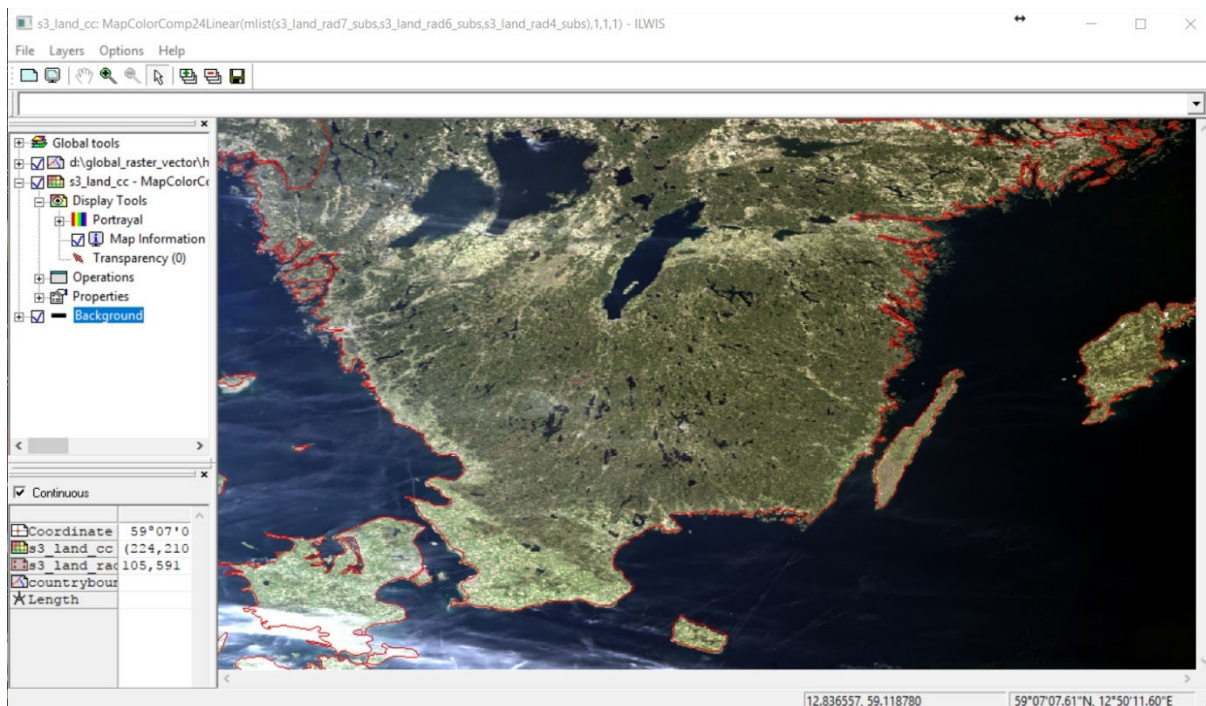 s3_land_cc: MapColorComp24Linear(mlist(s3_land_rad7_subs,s3_land_rad6_subs,s3_land_rad4_subs),1,1,1) - ILWIS
File Layers Options Help
Global tools
d:\global_raster_vector\h
s3_land_cc - MapColorCc
Display Tools
Portrayal
Map Information
Transparency (0)
Operations
Properties
Background
Continuous
Coordinate 59°07'0
s3_land_cc (224,210
s3_land_rad 105,591
countrybour
Length
12.836557, 59.118780 59°07'07.61"N, 12°50'11.60"E